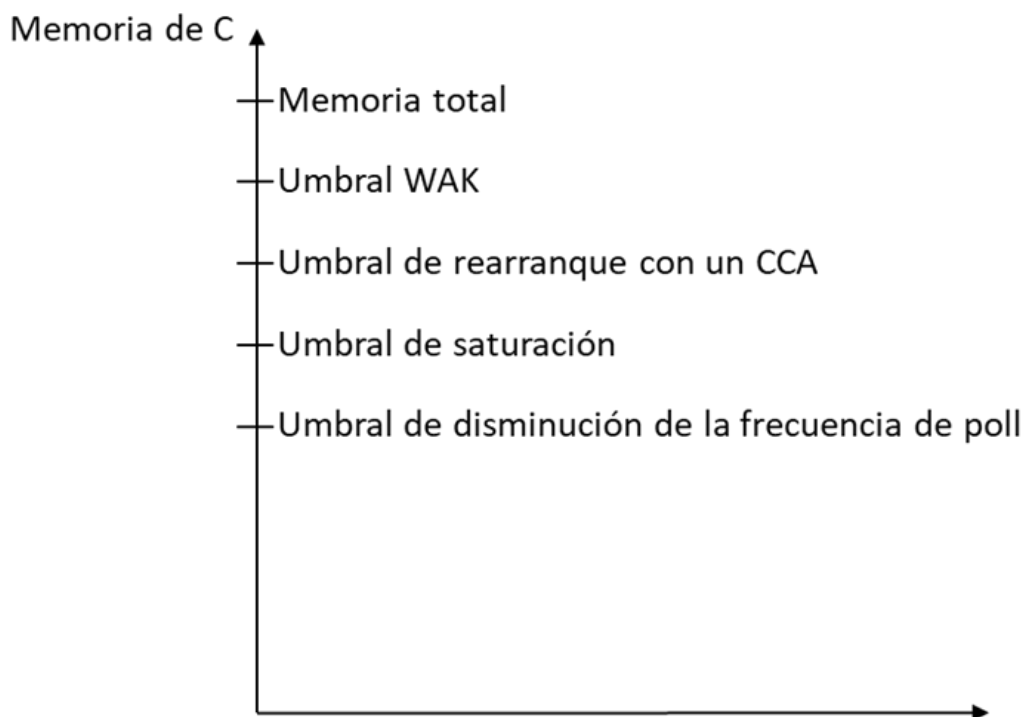 Memoria de C
Memoria total
Umbral WAK
Umbral de rearranque con un CCA
Umbral de saturación
Umbral de disminución de la frecuencia de poll